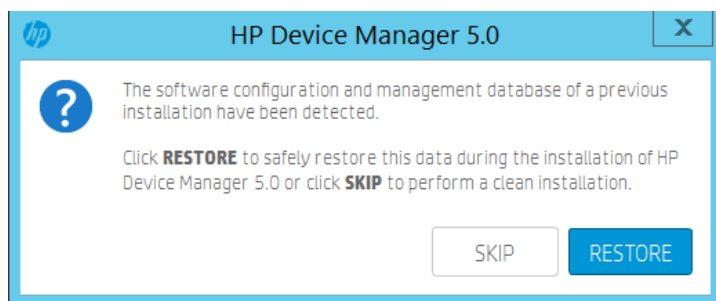 hp
HP Device Manager 5.0
X
?
The software configuration and management database of a previous
installation have been detected.
Click RESTORE to safely restore this data during the installation of HP
Device Manager 5.0 or click SKIP to perform a clean installation.
SKIP
RESTORE